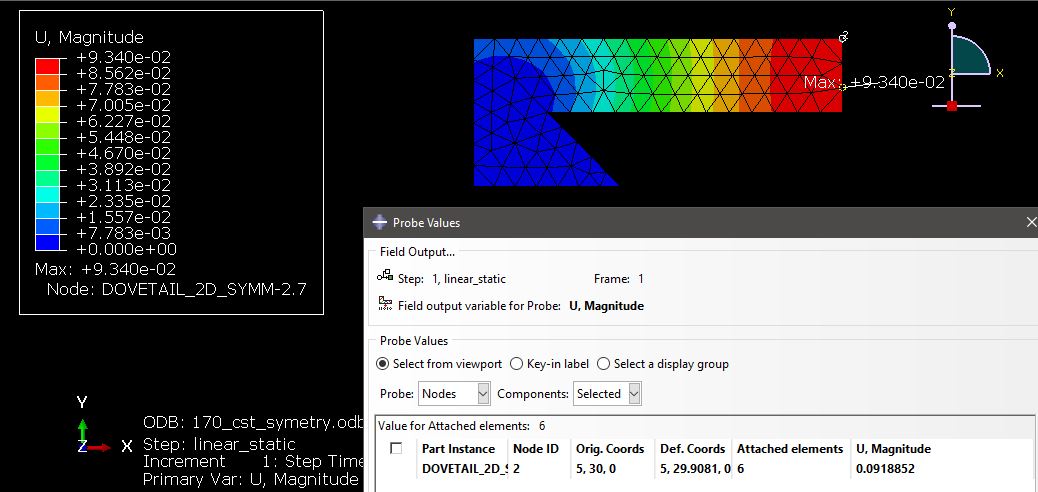 U, Magnitude
+9.340e-02
+8.562e-02
+7.783e-02
+7.005e-02
+6.227e-02
+5.448e-02
+4.670e-02
+3.892e-02
+3.113e-02
+2.335e-02
+1.557e-02
+7.783e-03
+0.000e+00
Max: +9.340e-02
Node: DOVETAIL_2D_SYMM-2.7
2
Max: +9.340e-02
Y
Z X
Y
Z X
ODB: 170_cst_symetry.odb
Step: linear_static
Increment 1: Step Time
Primary Var: U, Magnitude
Probe Values
Field Output...
Step: 1, linear_static Frame: 1
Field output variable for Probe: U, Magnitude
Probe Values
Select from viewport Key-in label Select a display group
Probe: Nodes Components: Selected
Value for Attached elements: 6
Part Instance Node ID Orig. Coords Def. Coords Attached elements U, Magnitude
DOVETAIL_2D_S 2 5, 30, 0 5, 29.9081, 0 6 0.0918852